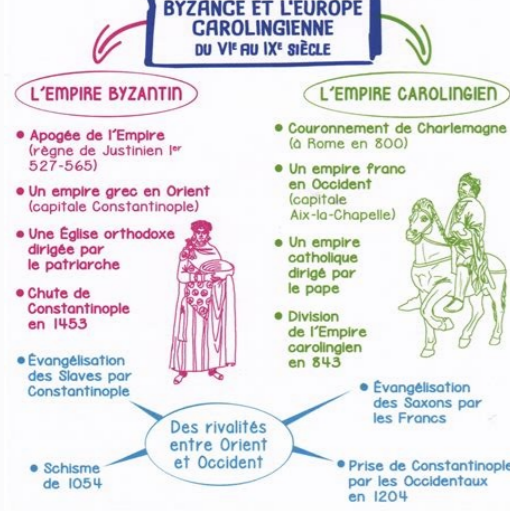 BYZANCE ET L'EUROPE
CAROLINGIENNE
DU VIe AU IXe SIÈCLE
L'EMPIRE BYZANTIN
• Apogée de l'Empire
(règne de Justinien Ier
527-565)
• Un empire grec en Orient
(capitale Constantinople)
• Une Église orthodoxe
dirigée par
le patriarche
• Chute de
Constantinople
en 1453
L'EMPIRE CAROLINGIEN
• Couronnement de Charlemagne
(à Rome en 800)
• Un empire franc
en Occident
(capitale
Aix-la-Chapelle)
• Un empire
catholique
dirigé par
le pape
• Division
de l'Empire
carolingien
en 843
• Évangélisation
des Slaves par
Constantinople
• Évangélisation
des Saxons par
les Francs
Des rivalités
entre Orient
et Occident
• Schisme
de 1054
• Prise de Constantinople
par les Occidentaux
en 1204